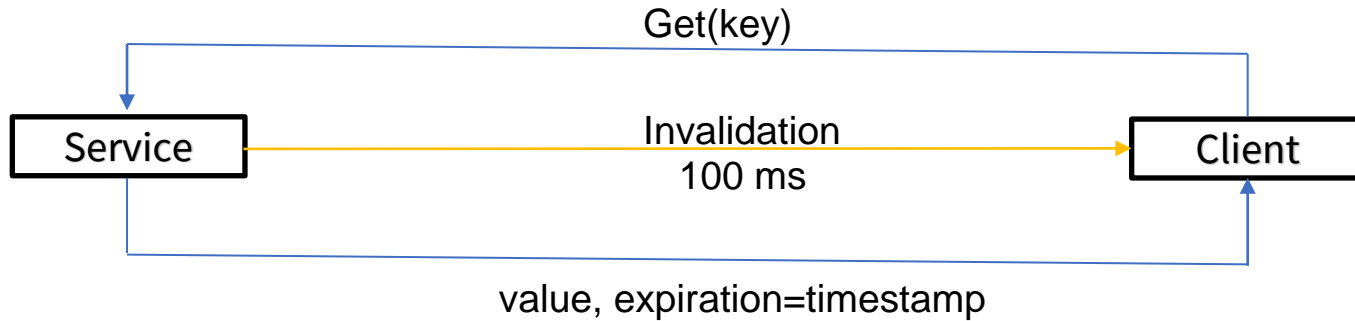 Get(key)
Service
Invalidation
100 ms
Client
value, expiration=timestamp